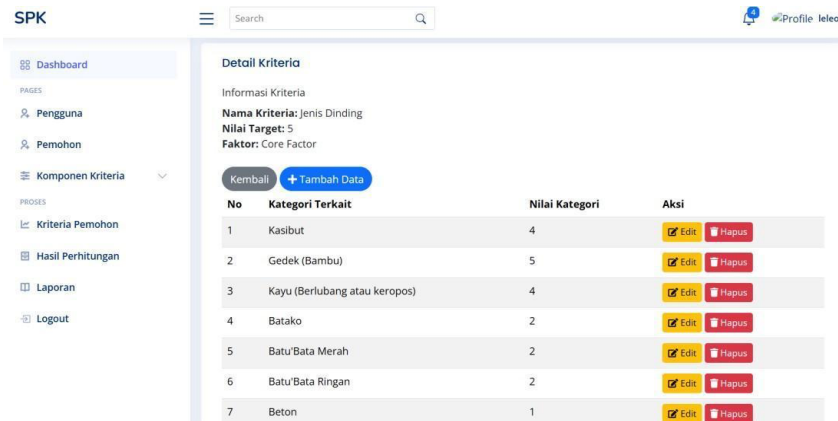 SPK
Search
4
Profile
Dashboard
PAGES
Pengguna
Pemohon
Komponen Kriteria
PROSES
Kriteria Pemohon
Hasil Perhitungan
Laporan
Logout
Detail Kriteria
Informasi Kriteria
Nama Kriteria: Jenis Dinding
Nilai Target: 5
Faktor: Core Factor
Kembali + Tambah Data
No Kategori Terkait Nilai Kategori Aksi
1 Kasibut 4 Edit Hapus
2 Gedek (Bambu) 5 Edit Hapus
3 Kayu (Berlubang atau keropos) 4 Edit Hapus
4 Batako 2 Edit Hapus
5 Batu'Bata Merah 2 Edit Hapus
6 Batu'Bata Ringan 2 Edit Hapus
7 Beton 1 Edit Hapus